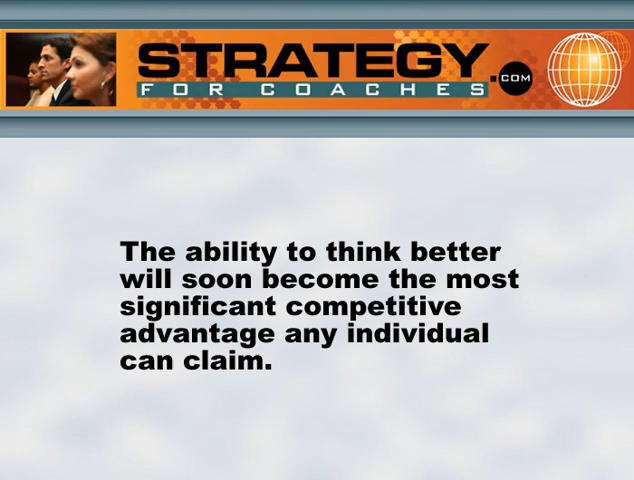 STRATEGY.COM
FOR COACHES
The ability to think better
will soon become the most
significant competitive
advantage any individual
can claim.